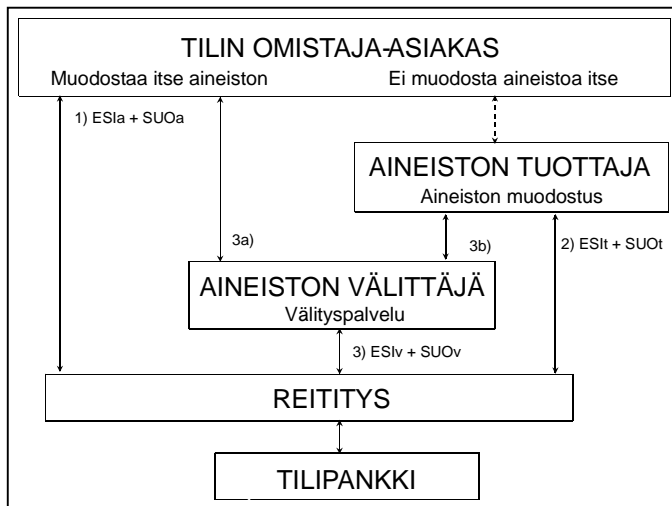 TILIN OMISTAJA-ASIAKAS
Muodostaa itse aineiston
Ei muodosta aineistoa itse
1) ESIa + SUOa
AINEISTON TUOTTAJA
Aineiston muodostus
3a)
3b)
2) ESIt + SUOt
AINEISTON VÄLITTÄJÄ
Välityspalvelu
3) ESIv + SUOv
REITITYS
TILIPANKKI